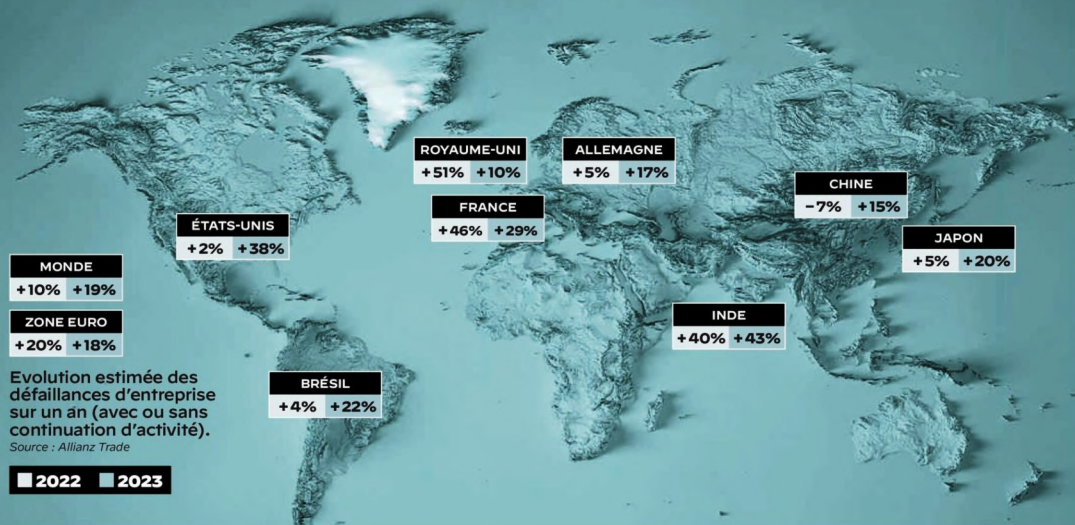 ROYAUME-UNI
+51% +10%
ALLEMAGNE
+5% +17%
CHINE
-7% +15%
FRANCE
+46% +29%
ÉTATS-UNIS
+2% +38%
JAPON
+5% +20%
MONDE
+10% +19%
INDE
+40% +43%
ZONE EURO
+20% +18%
BRÉSIL
+4% +22%
Evolution estimée des
défaillances d'entreprise
sur un an (avec ou sans
continuation d'activité).
Source : Allianz Trade
2022 2023